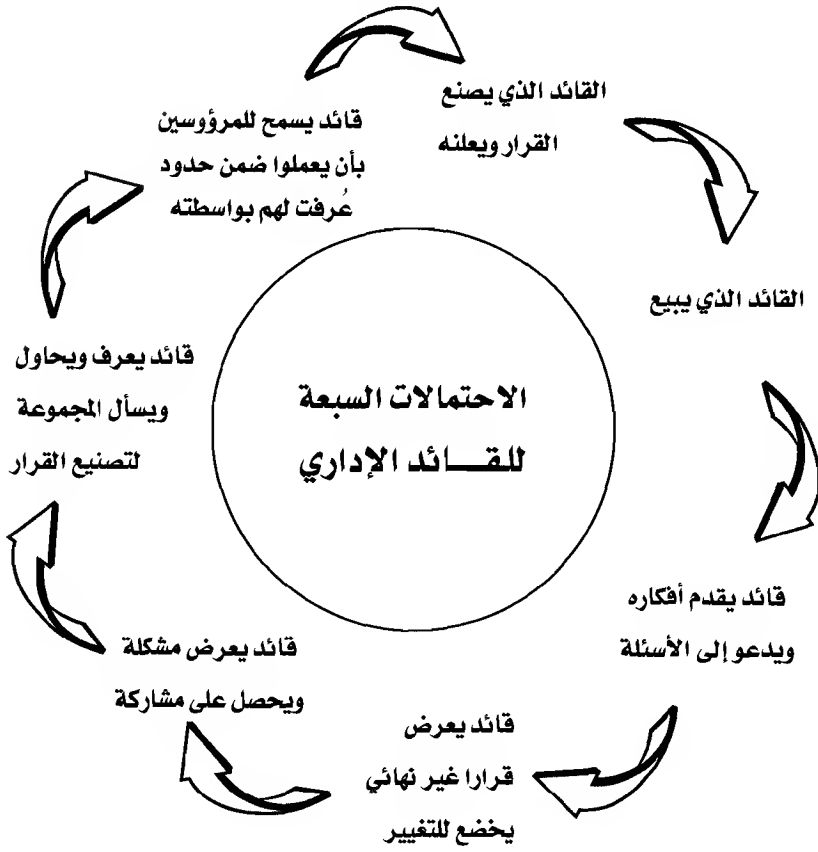 الاحتمالات السبعة
للقـــائد الإداري
القائد الذي يصنع
القرار ويعلنه
القائد الذي يبيع
قائد يقدم أفكاره
ويدعو إلى الأسئلة
قائد يعرض
قرارا غير نهائي
يخضع للتغيير
قائد يعرض مشكلة
ويحصل على مشاركة
قائد يعرف ويحاول
ويسأل المجموعة
لتصنيع القرار
قائد يسمح للمرؤوسين
بأن يعملوا ضمن حدود
عُرفت لهم بواسطته